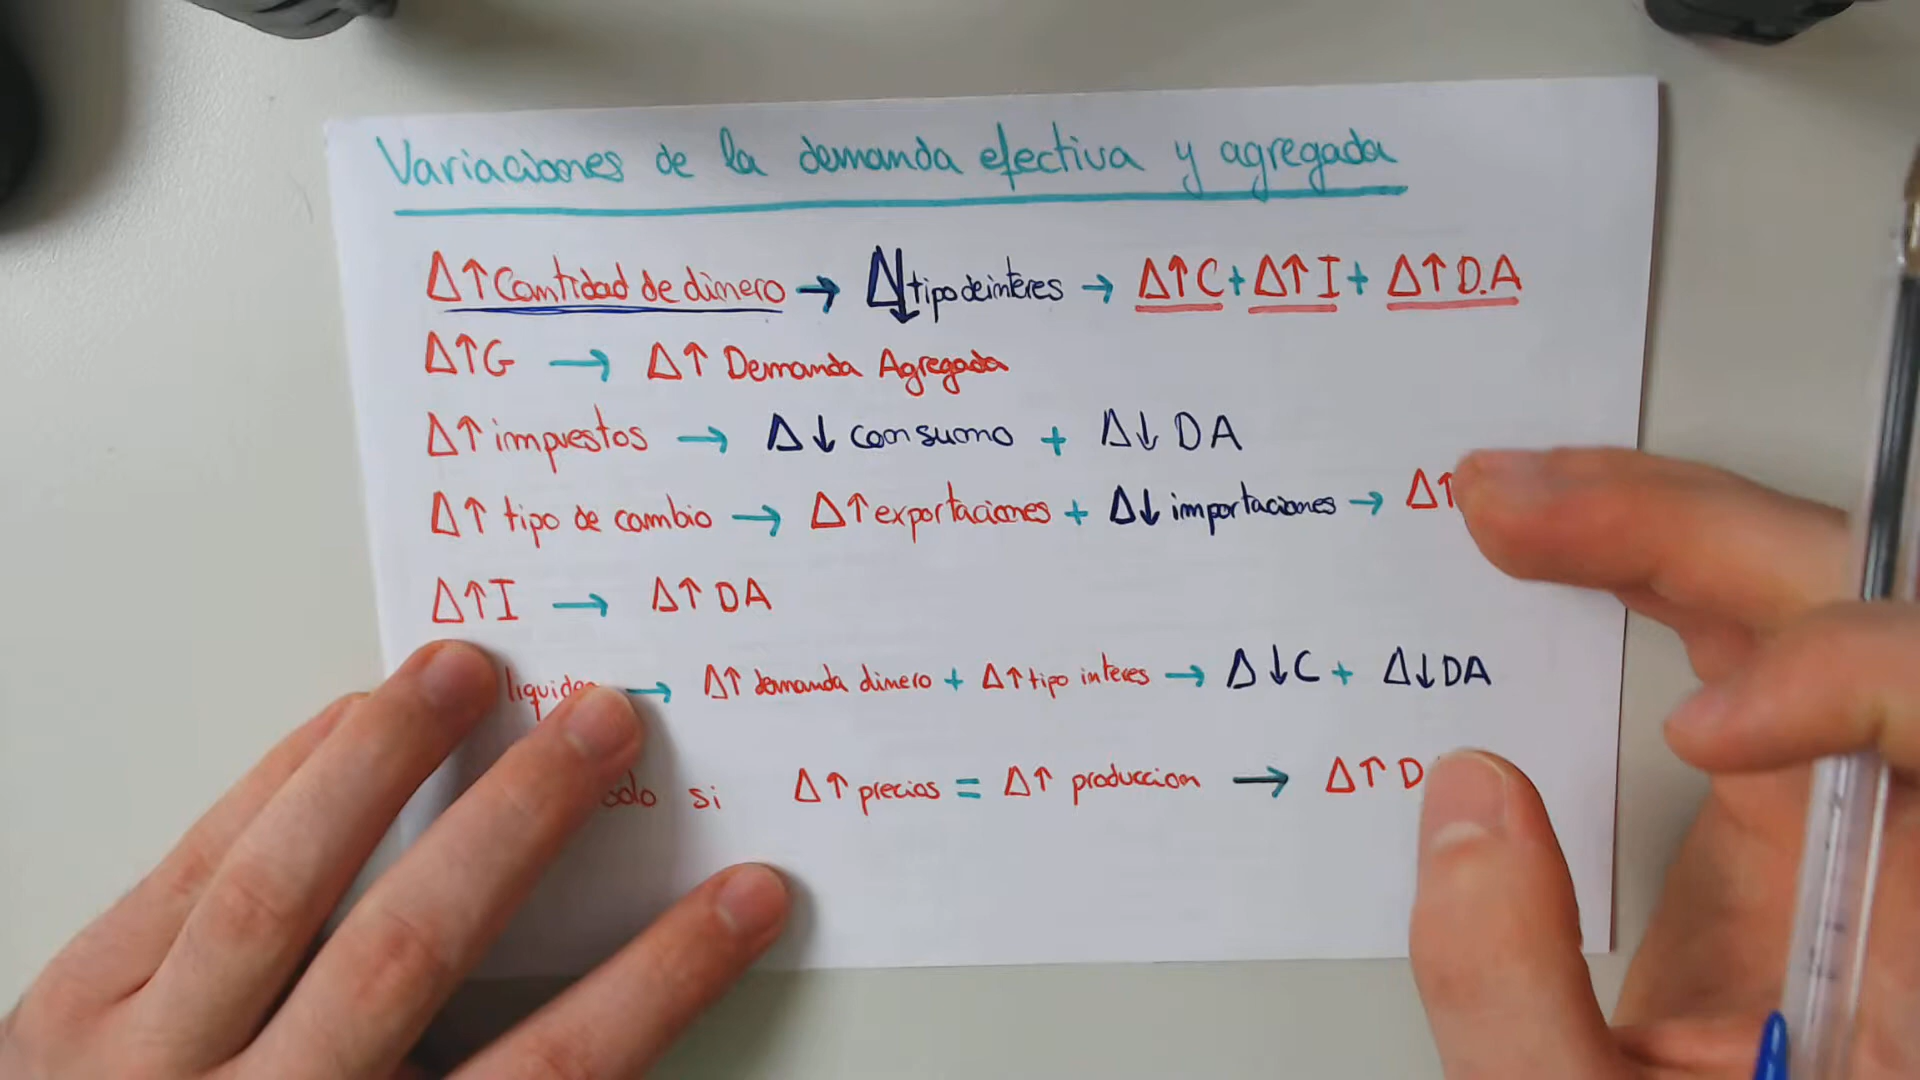 Variaciones de la demanda efectiva y agregada
Δ↑ Cantidad de dinero → Δ↓ tipo de interes → Δ↑ C + Δ↑ I + Δ↑ D.A
Δ↑ G → Δ↑ Demanda Agregada
Δ↑ impuestos → Δ↓ consumo + Δ↓ DA
Δ↑ tipo de cambio → Δ↑ exportaciones + Δ↓ importaciones → Δ↑
Δ↑ I → Δ↑ DA
→ Δ↑ demanda dinero + Δ↑ tipo interes → Δ↓ C + Δ↓ DA
si Δ↑ precios = Δ↑ produccion → Δ↑ D